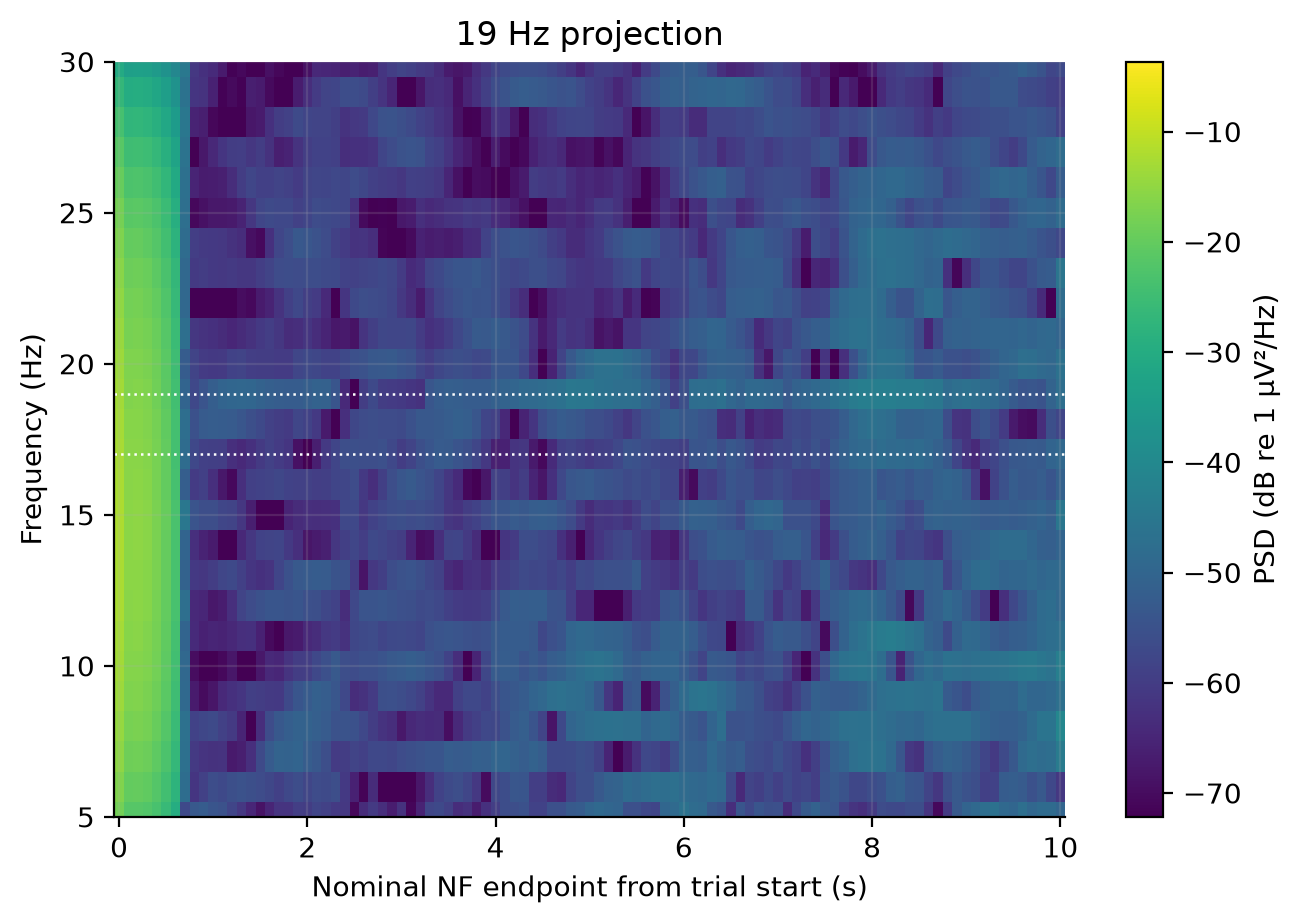 19 Hz projection
30
25
20
15
10
5
Frequency (Hz)
0 2 4 6 8 10
Nominal NF endpoint from trial start (s)
−10
−20
−30
−40
−50
−60
−70
PSD (dB re 1 µV²/Hz)